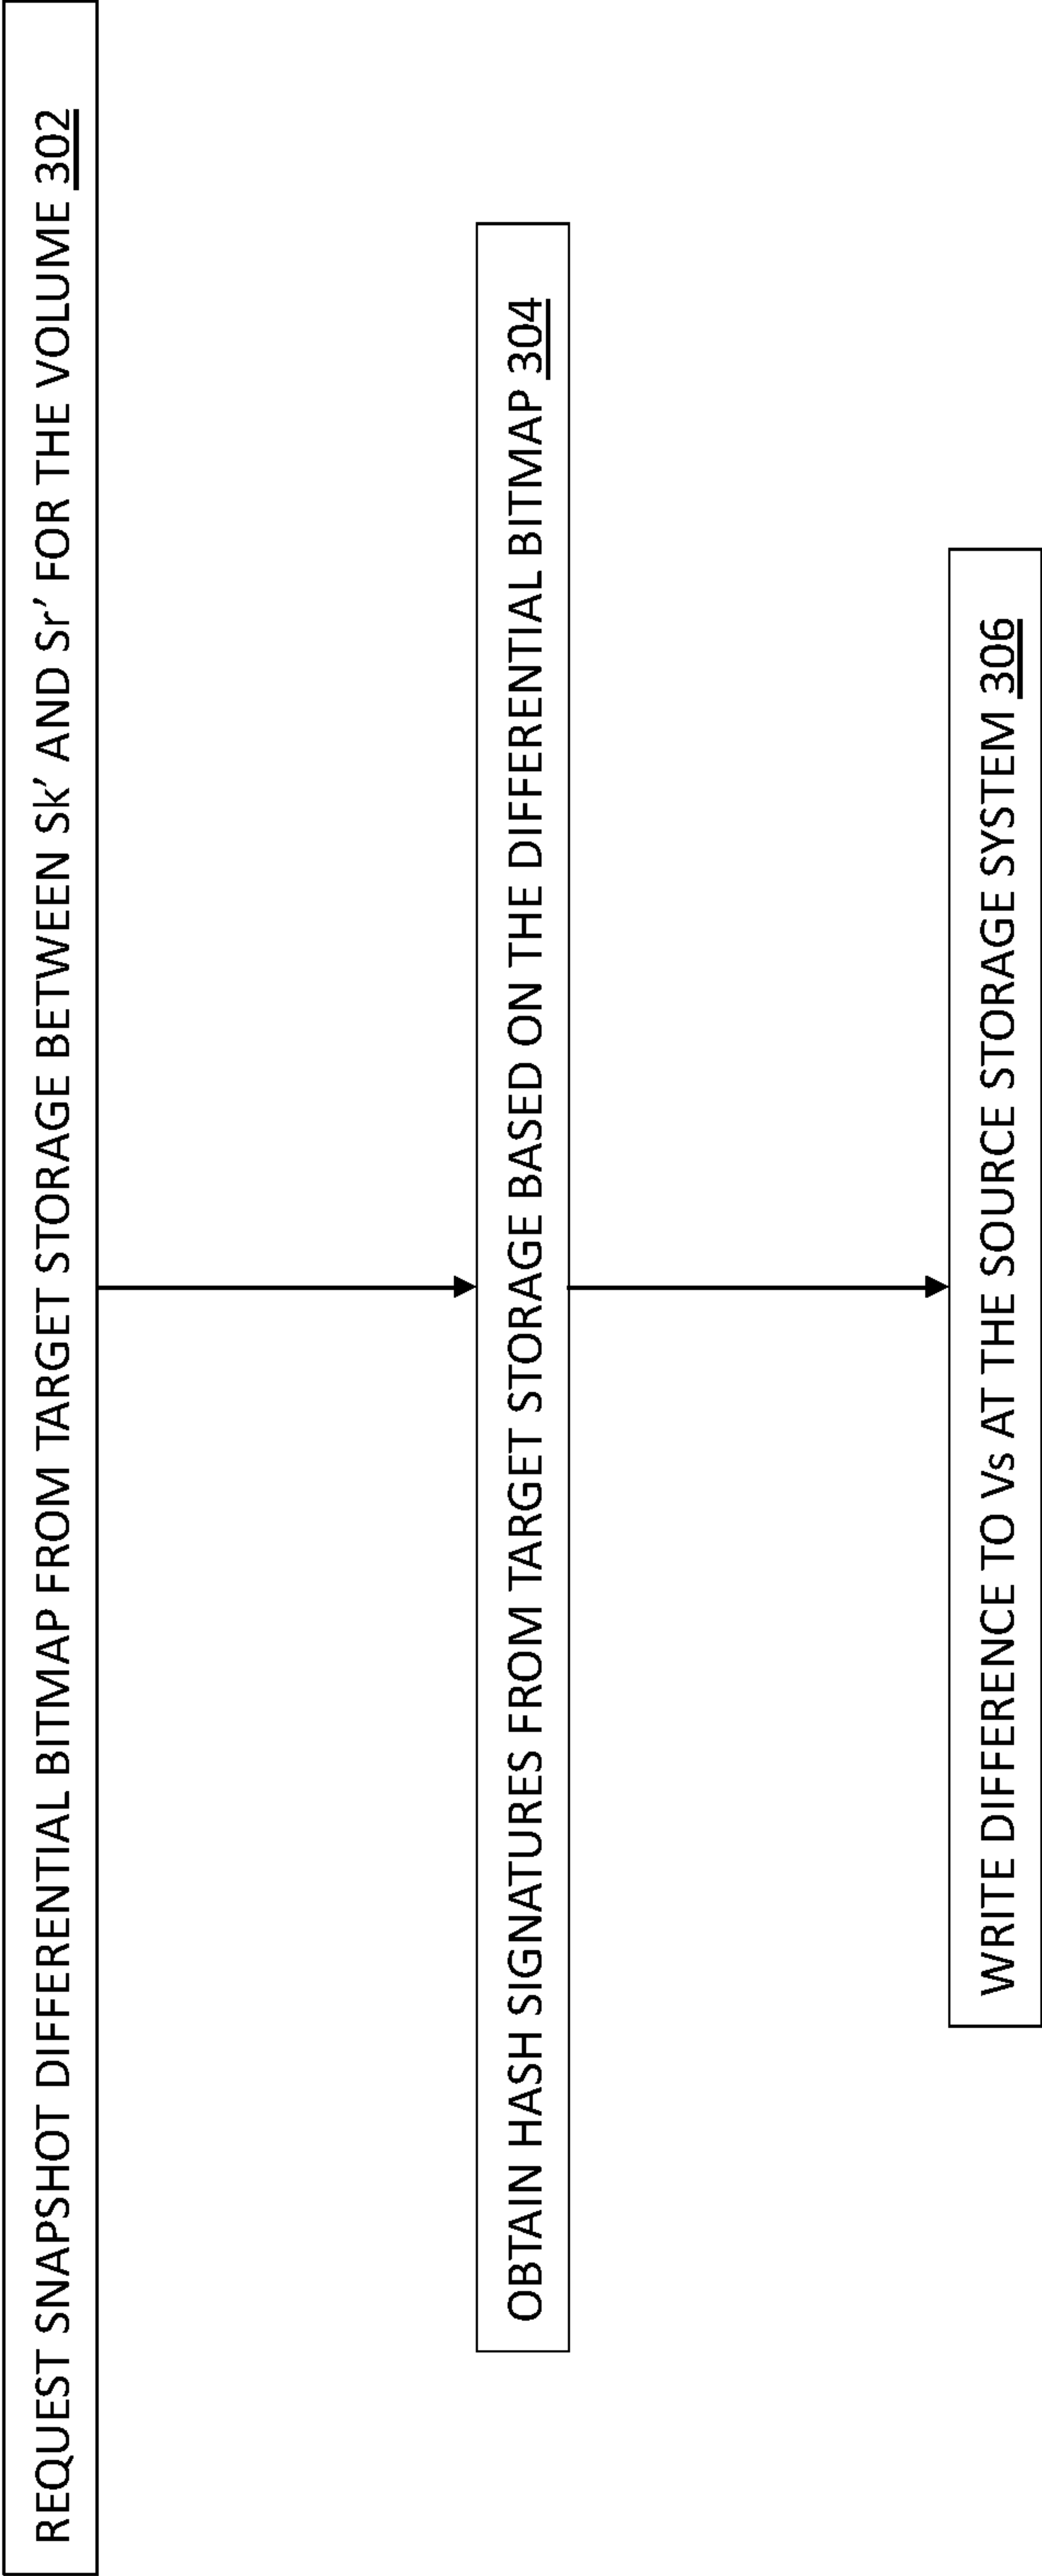 REQUEST SNAPSHOT DIFFERENTIAL BITMAP FROM TARGET STORAGE BETWEEN Sk’ AND Sr’ FOR THE VOLUME 302
OBTAIN HASH SIGNATURES FROM TARGET STORAGE BASED ON THE DIFFERENTIAL BITMAP 304
WRITE DIFFERENCE TO Vs AT THE SOURCE STORAGE SYSTEM 306